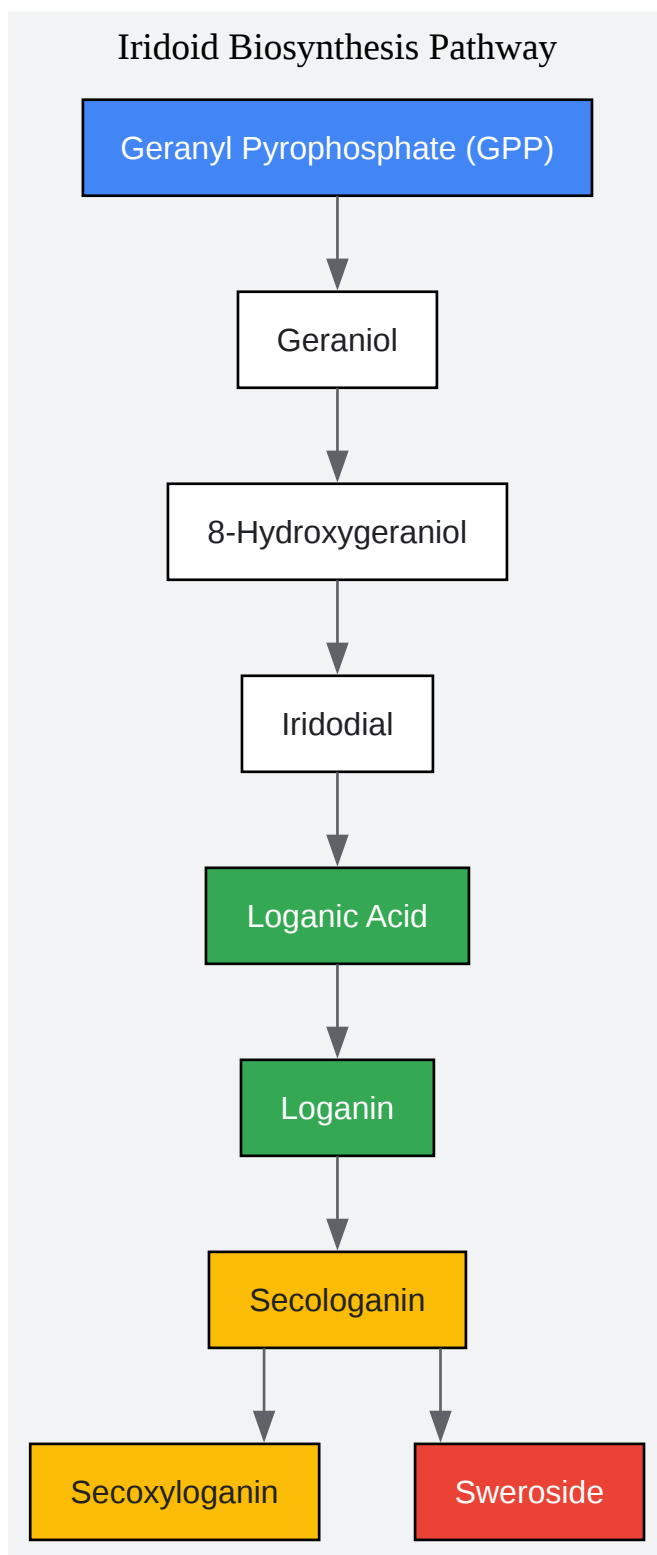 Iridoid Biosynthesis Pathway
Geranyl Pyrophosphate (GPP)
Geraniol
8-Hydroxygeraniol
Iridodial
Loganic Acid
Loganin
Secologanin
Secoxyloganin
Sweroside